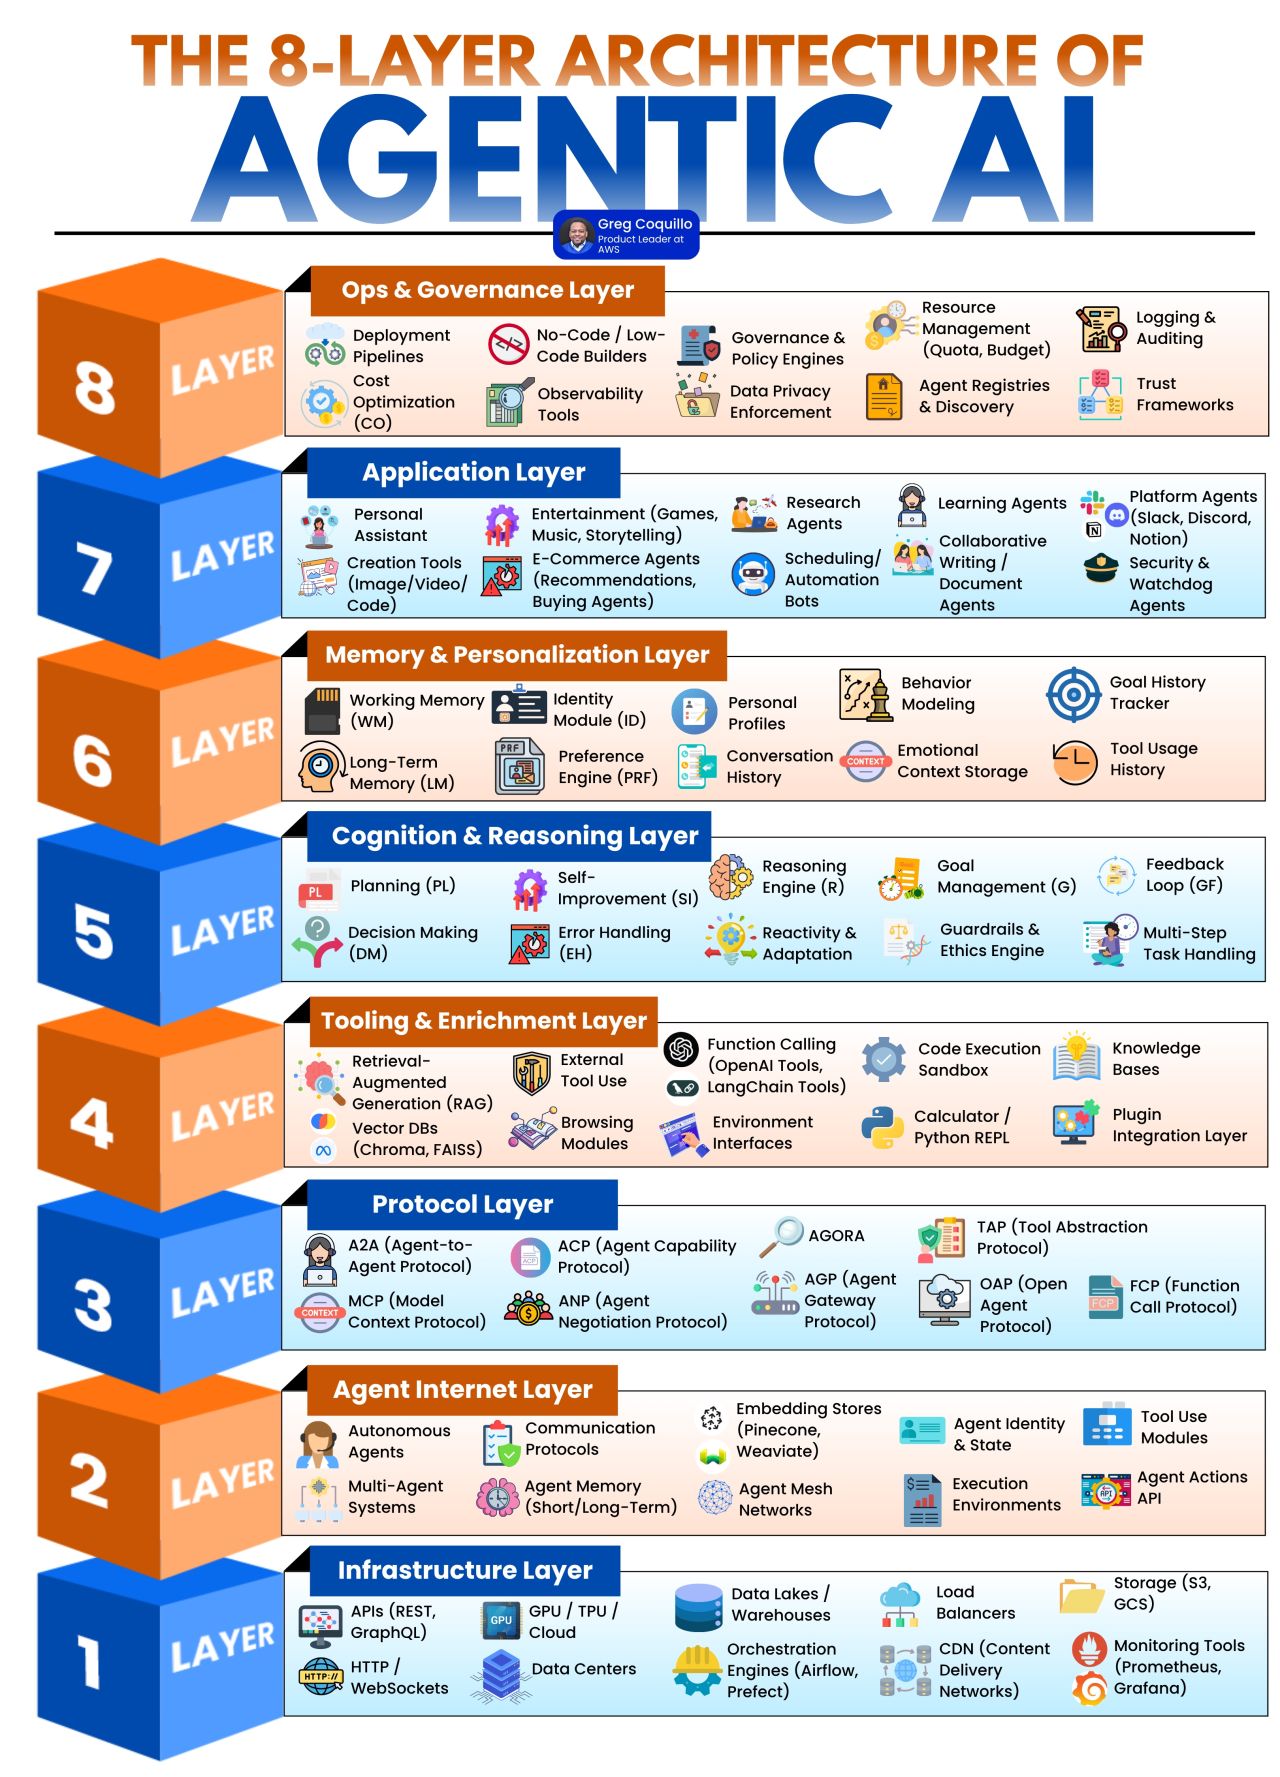 THE 8-LAYER ARCHITECTURE OF
AGENTIC AI
Greg Coquillo
Product Leader at
AWS
8
LAYER
Ops & Governance Layer
Deployment
Pipelines
No-Code / Low-
Code Builders
Governance &
Policy Engines
Resource
Management
(Quota, Budget)
Logging &
Auditing
Cost
Optimization
(CO)
Observability
Tools
Data Privacy
Enforcement
Agent Registries
& Discovery
Trust
Frameworks
7
LAYER
Application Layer
Personal
Assistant
Entertainment (Games,
Music, Storytelling)
Research
Agents
Learning Agents
Platform Agents
(Slack, Discord,
Notion)
Creation Tools
(Image/Video/
Code)
E-Commerce Agents
(Recommendations,
Buying Agents)
Scheduling/
Automation
Bots
Collaborative
Writing /
Document
Agents
Security &
Watchdog
Agents
6
LAYER
Memory & Personalization Layer
Working Memory
(WM)
Identity
Module (ID)
Personal
Profiles
Behavior
Modeling
Goal History
Tracker
Long-Term
Memory (LM)
PRF
Preference
Engine (PRF)
Conversation
History
CONTEXT
Emotional
Context Storage
Tool Usage
History
5
LAYER
Cognition & Reasoning Layer
PL
Planning (PL)
Self-
Improvement (SI)
Reasoning
Engine (R)
Goal
Management (G)
Feedback
Loop (GF)
Decision Making
(DM)
Error Handling
(EH)
Reactivity &
Adaptation
Guardrails &
Ethics Engine
Multi-Step
Task Handling
4
LAYER
Tooling & Enrichment Layer
Retrieval-
Augmented
Generation (RAG)
External
Tool Use
Function Calling
(OpenAI Tools,
LangChain Tools)
Code Execution
Sandbox
Knowledge
Bases
Vector DBs
(Chroma, FAISS)
Browsing
Modules
Environment
Interfaces
Calculator /
Python REPL
Plugin
Integration Layer
3
LAYER
Protocol Layer
A2A (Agent-to-
Agent Protocol)
ACP
ACP (Agent Capability
Protocol)
AGORA
TAP (Tool Abstraction
Protocol)
CONTEXT
MCP (Model
Context Protocol)
ANP (Agent
Negotiation Protocol)
AGP (Agent
Gateway
Protocol)
OAP (Open
Agent
Protocol)
FCP
FCP (Function
Call Protocol)
2
LAYER
Agent Internet Layer
Autonomous
Agents
Communication
Protocols
Embedding Stores
(Pinecone,
Weaviate)
Agent Identity
& State
Tool Use
Modules
Multi-Agent
Systems
Agent Memory
(Short/Long-Term)
Agent Mesh
Networks
Execution
Environments
API
Agent Actions
API
1
LAYER
Infrastructure Layer
APIs (REST,
GraphQL)
GPU
GPU / TPU /
Cloud
Data Lakes /
Warehouses
Load
Balancers
Storage (S3,
GCS)
HTTP://
HTTP /
WebSockets
Data Centers
Orchestration
Engines (Airflow,
Prefect)
CDN (Content
Delivery
Networks)
Monitoring Tools
(Prometheus,
Grafana)